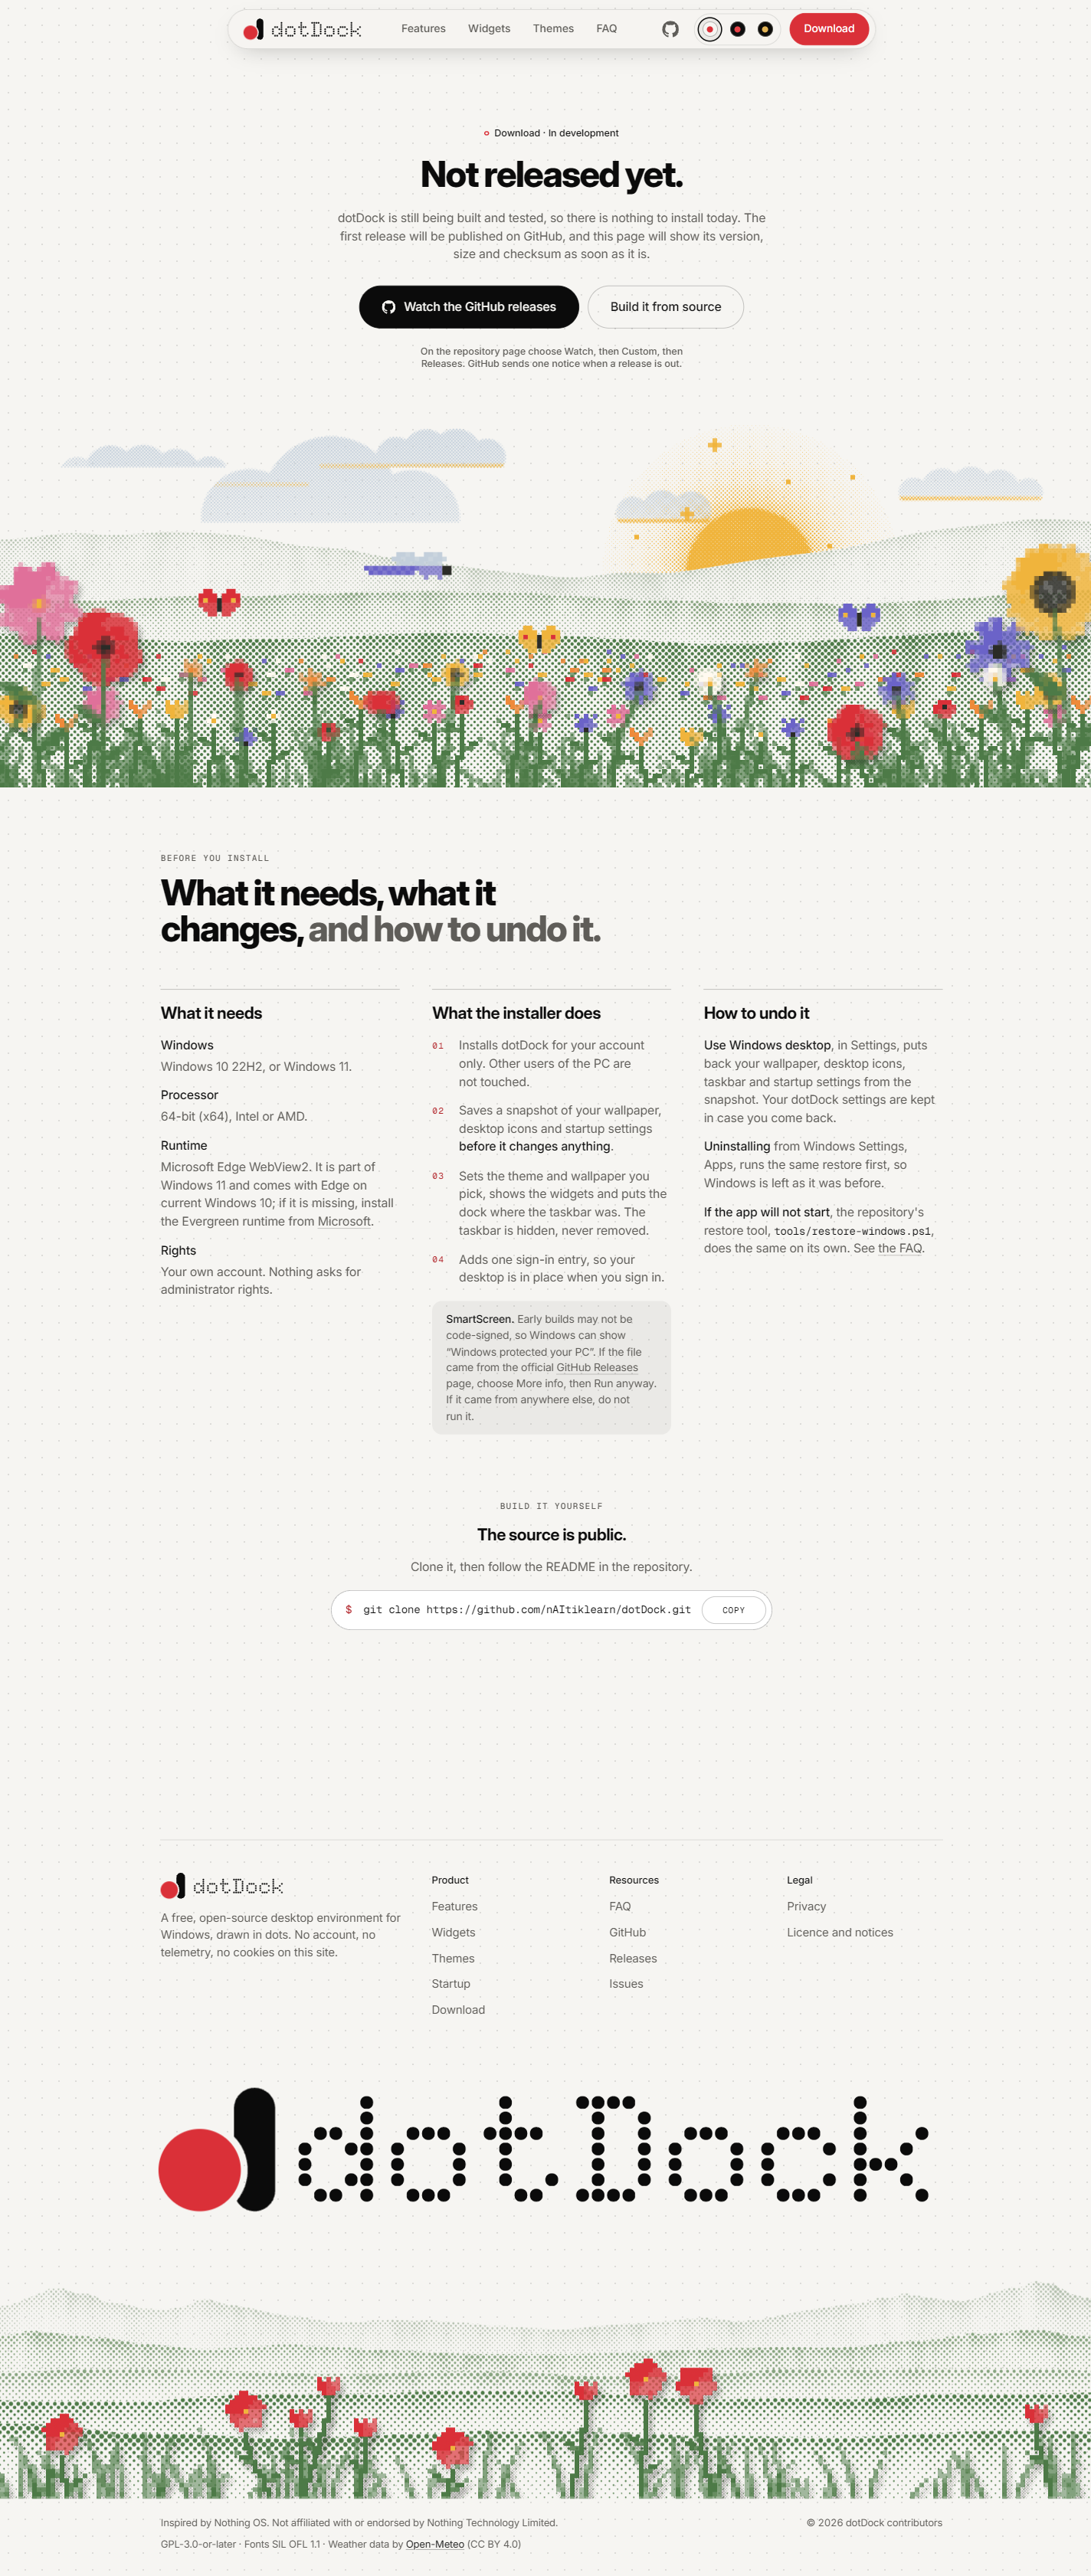 dotDock Features Widgets Themes FAQ Download
Download · In development
Not released yet.
dotDock is still being built and tested, so there is nothing to install today. The
first release will be published on GitHub, and this page will show its version,
size and checksum as soon as it is.
Watch the GitHub releases Build it from source
On the repository page choose Watch, then Custom, then
Releases. GitHub sends one notice when a release is out.
BEFORE YOU INSTALL
What it needs, what it
changes, and how to undo it.
What it needs
Windows
Windows 10 22H2, or Windows 11.
Processor
64-bit (x64), Intel or AMD.
Runtime
Microsoft Edge WebView2. It is part of
Windows 11 and comes with Edge on
current Windows 10; if it is missing, install
the Evergreen runtime from Microsoft.
Rights
Your own account. Nothing asks for
administrator rights.
What the installer does
01 Installs dotDock for your account
only. Other users of the PC are
not touched.
02 Saves a snapshot of your wallpaper,
desktop icons and startup settings
before it changes anything.
03 Sets the theme and wallpaper you
pick, shows the widgets and puts the
dock where the taskbar was. The
taskbar is hidden, never removed.
04 Adds one sign-in entry, so your
desktop is in place when you sign in.
SmartScreen. Early builds may not be
code-signed, so Windows can show
"Windows protected your PC". If the file
came from the official GitHub Releases
page, choose More info, then Run anyway.
If it came from anywhere else, do not
run it.
How to undo it
Use Windows desktop, in Settings, puts
back your wallpaper, desktop icons,
taskbar and startup settings from the
snapshot. Your dotDock settings are kept
in case you come back.
Uninstalling from Windows Settings,
Apps, runs the same restore first, so
Windows is left as it was before.
If the app will not start, the repository's
restore tool, tools/restore-windows.ps1,
does the same on its own. See the FAQ.
BUILD IT YOURSELF
The source is public.
Clone it, then follow the README in the repository.
$ git clone https://github.com/nAItiklearn/dotDock.git COPY
dotDock
A free, open-source desktop environment for
Windows, drawn in dots. No account, no
telemetry, no cookies on this site.
Product
Features
Widgets
Themes
Startup
Download
Resources
FAQ
GitHub
Releases
Issues
Legal
Privacy
Licence and notices
dotDock
Inspired by Nothing OS. Not affiliated with or endorsed by Nothing Technology Limited.
© 2026 dotDock contributors
GPL-3.0-or-later · Fonts SIL OFL 1.1 · Weather data by Open-Meteo (CC BY 4.0)